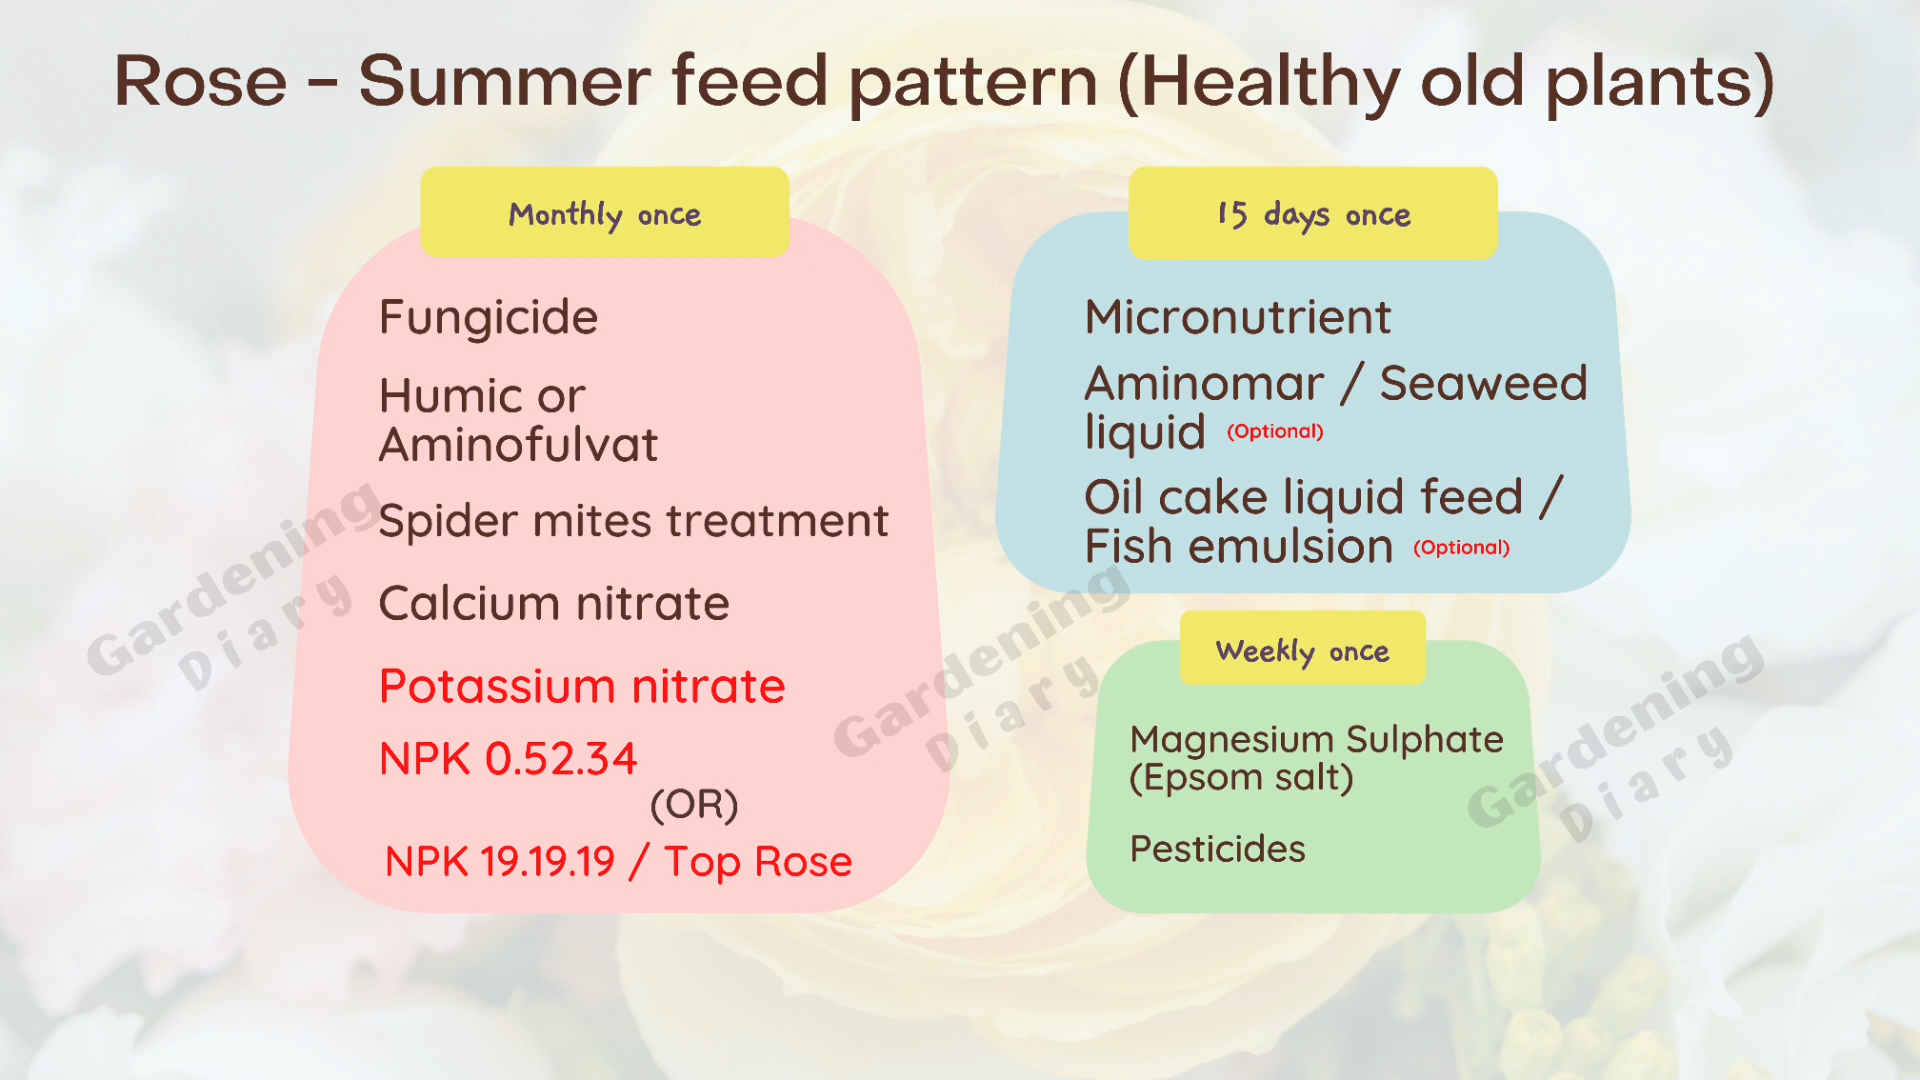 Rose - Summer feed pattern (Healthy old plants)
Monthly once
Fungicide
Humic or
Aminofulvat
Spider mites treatment
Calcium nitrate
Potassium nitrate
NPK 0.52.34
(OR)
NPK 19.19.19 / Top Rose
15 days once
Micronutrient
Aminomar / Seaweed
liquid (Optional)
Oil cake liquid feed /
Fish emulsion (Optional)
Weekly once
Magnesium Sulphate
(Epsom salt)
Pesticides
Gardening
Diary
Gardening
Diary
Gardening
Diary